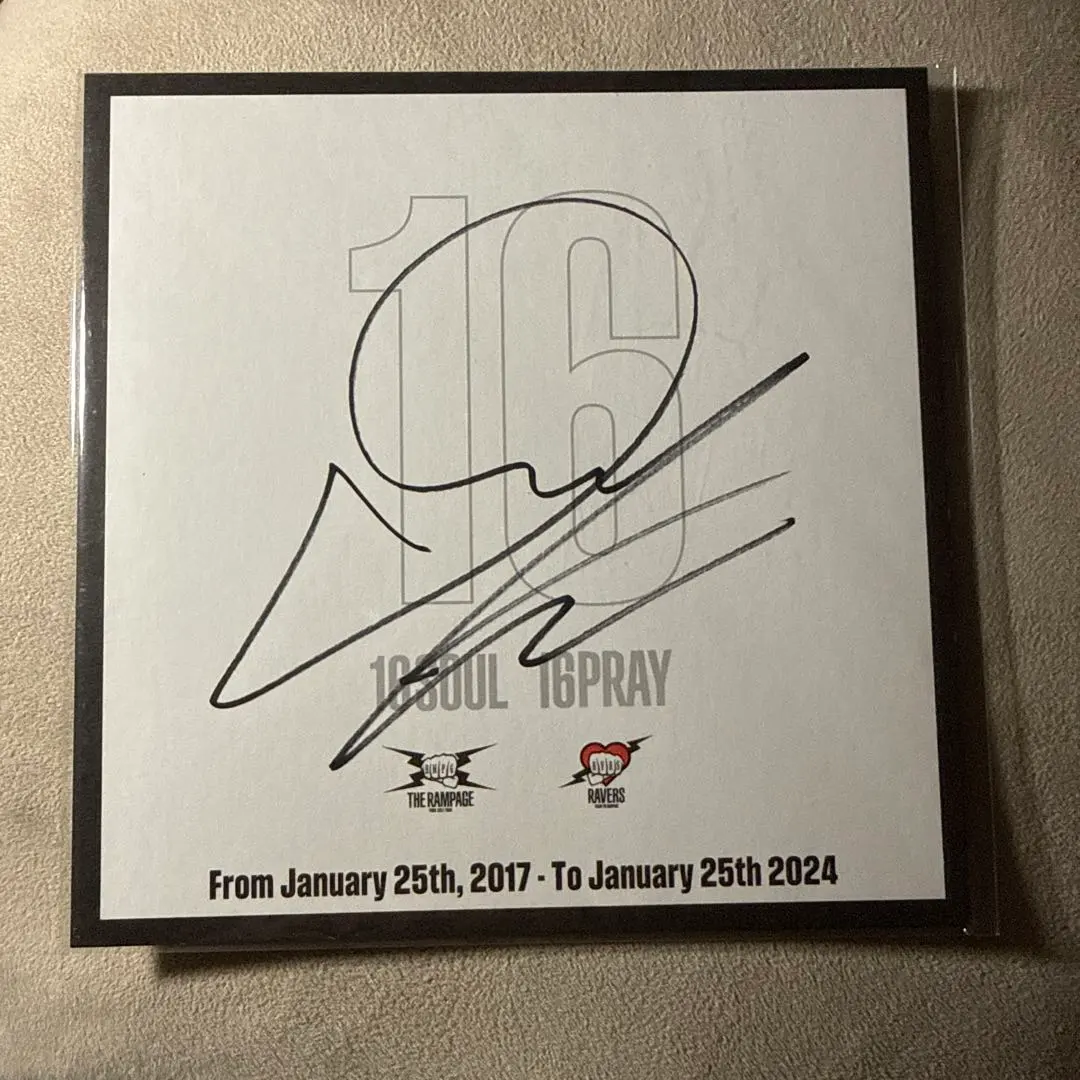 16
16SOUL 16PRAY
THE RAMPAGE
RAVERS
From January 25th, 2017 - To January 25th 2024